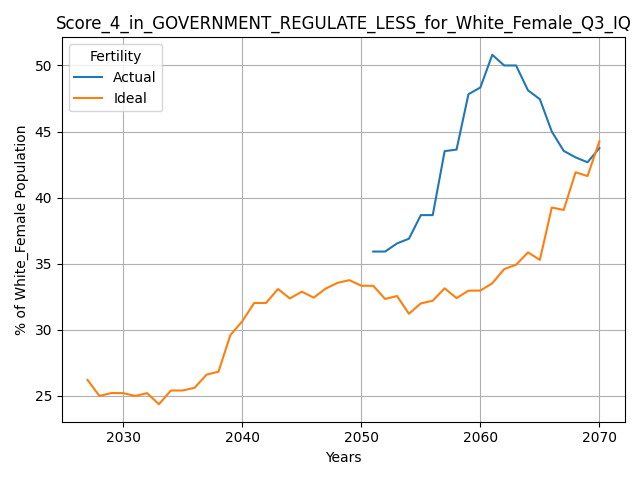 Score_4_in_GOVERNMENT_REGULATE_LESS_for_White_Female_Q3_IQ
Fertility
Actual
Ideal
50
45
40
35
30
25
% of White_Female Population
2030 2040 2050 2060 2070
Years